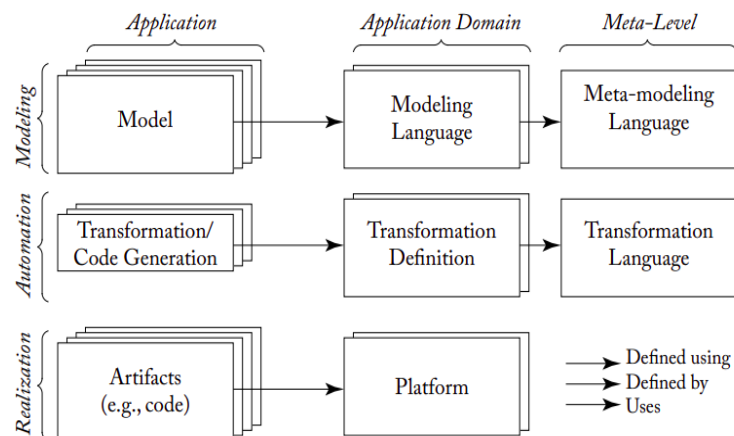 Application
Application Domain
Meta-Level
Modeling
Model
Modeling
Language
Meta-modeling
Language
Automation
Transformation/
Code Generation
Transformation
Definition
Transformation
Language
Realization
Artifacts
(e.g., code)
Platform
Defined using
Defined by
Uses